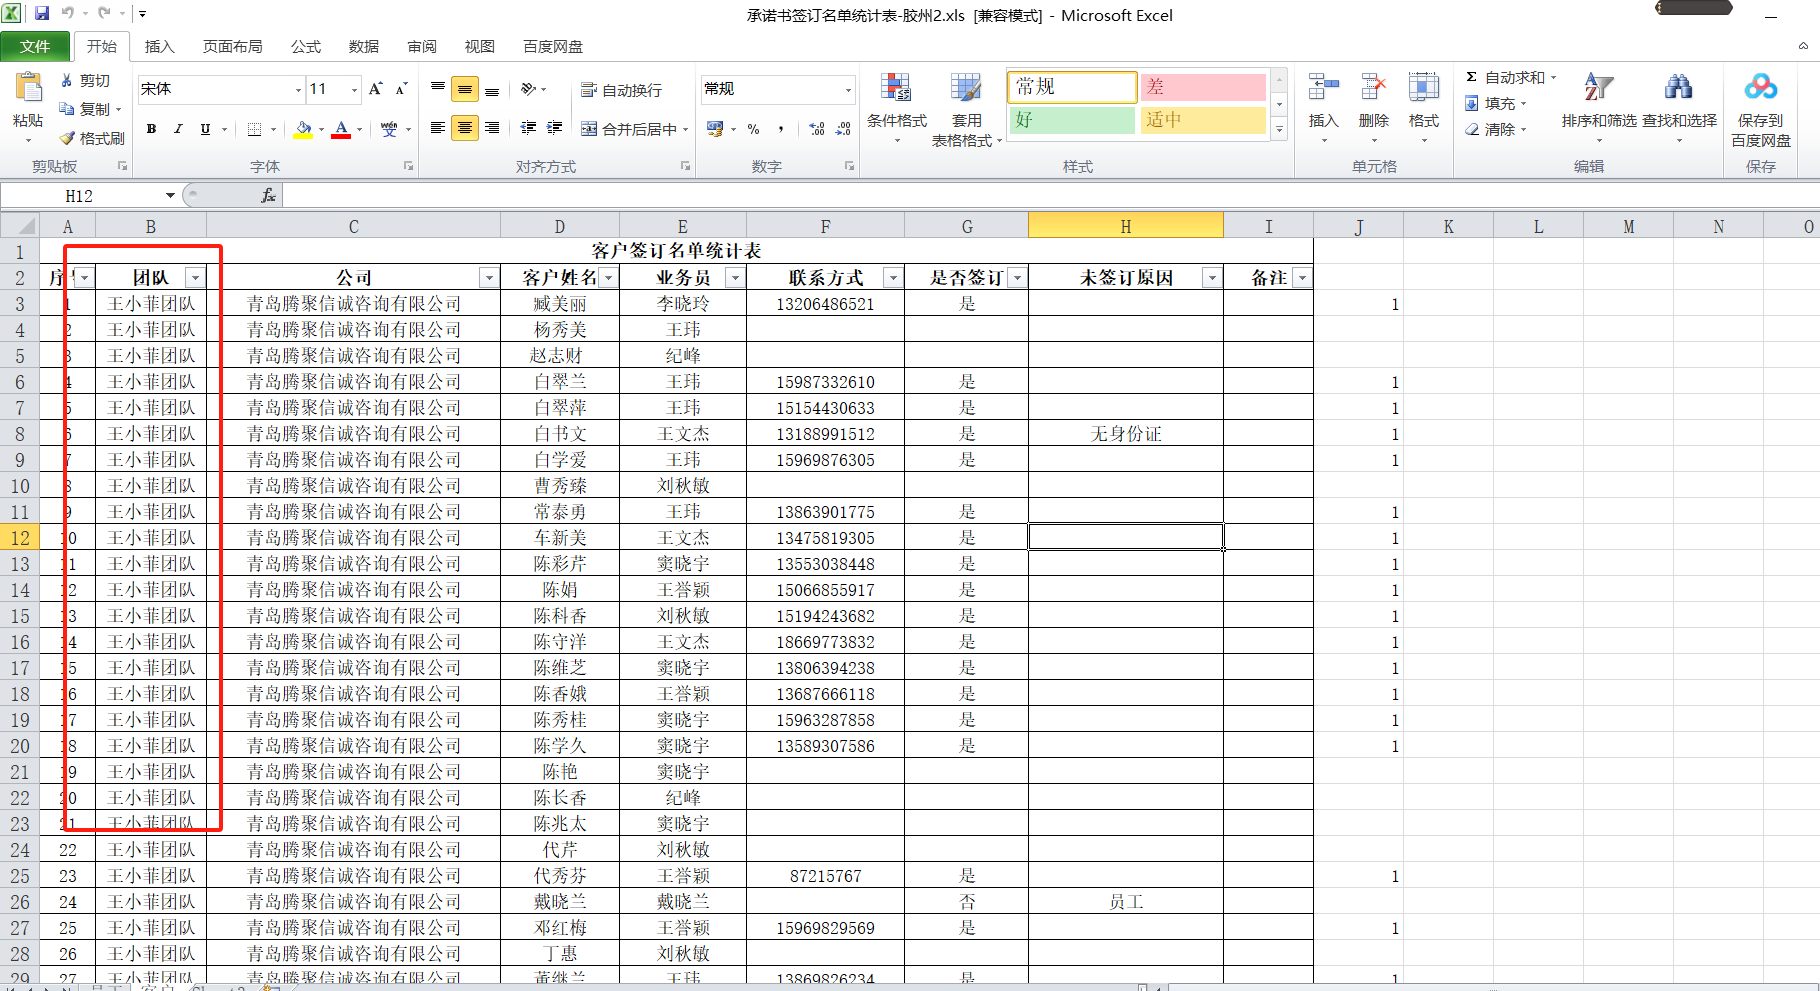 承诺书签订名单统计表-胶州2.xls [兼容模式] - Microsoft Excel
文件 开始 插入 页面布局 公式 数据 审阅 视图 百度网盘
粘贴 剪切 复制 格式刷 剪贴板
宋体 11 B I U A 字体
自动换行 合并后居中 对齐方式
常规 % 数字
条件格式 套用 表格格式 常规 差 好 适中 样式
插入 删除 格式 单元格
Σ 自动求和 填充 清除 排序和筛选 查找和选择 编辑
保存到 百度网盘 保存
H12 fx
A B C D E F G H I J K L M N O
1 客户签订名单统计表
2 团队 公司 客户姓名 业务员 联系方式 是否签订 未签订原因 备注
3 1 王小菲团队 青岛腾聚信诚咨询有限公司 臧美丽 李晓玲 13206486521 是 1
4 2 王小菲团队 青岛腾聚信诚咨询有限公司 杨秀美 王玮
5 3 王小菲团队 青岛腾聚信诚咨询有限公司 赵志财 纪峰
6 4 王小菲团队 青岛腾聚信诚咨询有限公司 白翠兰 王玮 15987332610 是 1
7 5 王小菲团队 青岛腾聚信诚咨询有限公司 白翠萍 王玮 15154430633 是 1
8 6 王小菲团队 青岛腾聚信诚咨询有限公司 白书文 王文杰 13188991512 是 无身份证 1
9 7 王小菲团队 青岛腾聚信诚咨询有限公司 白学爱 王玮 15969876305 是 1
10 8 王小菲团队 青岛腾聚信诚咨询有限公司 曹秀臻 刘秋敏
11 9 王小菲团队 青岛腾聚信诚咨询有限公司 常泰勇 王玮 13863901775 是 1
12 10 王小菲团队 青岛腾聚信诚咨询有限公司 车新美 王文杰 13475819305 是 1
13 11 王小菲团队 青岛腾聚信诚咨询有限公司 陈彩芹 窦晓宇 13553038448 是 1
14 12 王小菲团队 青岛腾聚信诚咨询有限公司 陈娟 王誉颖 15066855917 是 1
15 13 王小菲团队 青岛腾聚信诚咨询有限公司 陈科香 刘秋敏 15194243682 是 1
16 14 王小菲团队 青岛腾聚信诚咨询有限公司 陈守洋 王文杰 18669773832 是 1
17 15 王小菲团队 青岛腾聚信诚咨询有限公司 陈维芝 窦晓宇 13806394238 是 1
18 16 王小菲团队 青岛腾聚信诚咨询有限公司 陈香娥 王誉颖 13687666118 是 1
19 17 王小菲团队 青岛腾聚信诚咨询有限公司 陈秀桂 窦晓宇 15963287858 是 1
20 18 王小菲团队 青岛腾聚信诚咨询有限公司 陈学久 窦晓宇 13589307586 是 1
21 19 王小菲团队 青岛腾聚信诚咨询有限公司 陈艳 窦晓宇
22 20 王小菲团队 青岛腾聚信诚咨询有限公司 陈长香 纪峰
23 21 王小菲团队 青岛腾聚信诚咨询有限公司 陈兆太 窦晓宇
24 22 王小菲团队 青岛腾聚信诚咨询有限公司 代芹 刘秋敏
25 23 王小菲团队 青岛腾聚信诚咨询有限公司 代秀芬 王誉颖 87215767 是 1
26 24 王小菲团队 青岛腾聚信诚咨询有限公司 戴晓兰 戴晓兰 否 员工
27 25 王小菲团队 青岛腾聚信诚咨询有限公司 邓红梅 王誉颖 15969829569 是 1
28 26 王小菲团队 青岛腾聚信诚咨询有限公司 丁惠 刘秋敏
29 27 王小菲团队 青岛腾聚信诚咨询有限公司 董继兰 王玮 13869826234 是 1